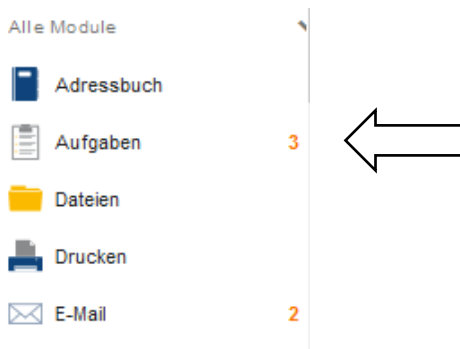 Alle Module
Adressbuch
Aufgaben 3
Dateien
Drucken
E-Mail 2